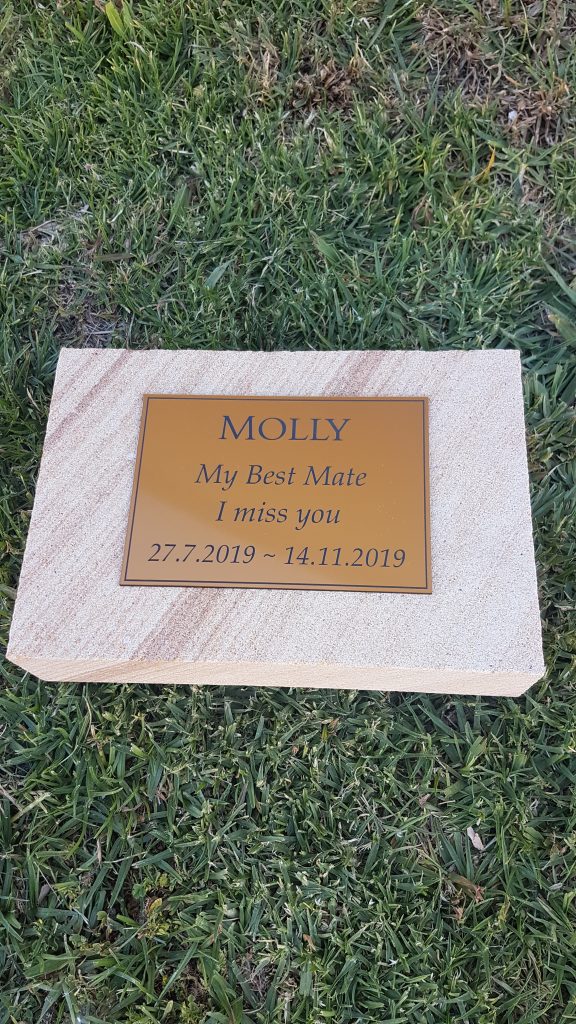 MOLLY
My Best Mate
I miss you
27.7.2019 ~ 14.11.2019